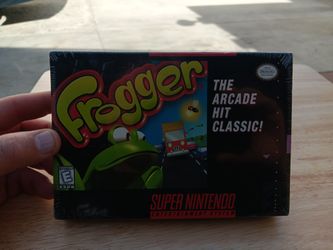 Frogger
THE
ARCADE
HIT
CLASSIC!
E
SUPER NINTENDO
ENTERTAINMENT SYSTEM